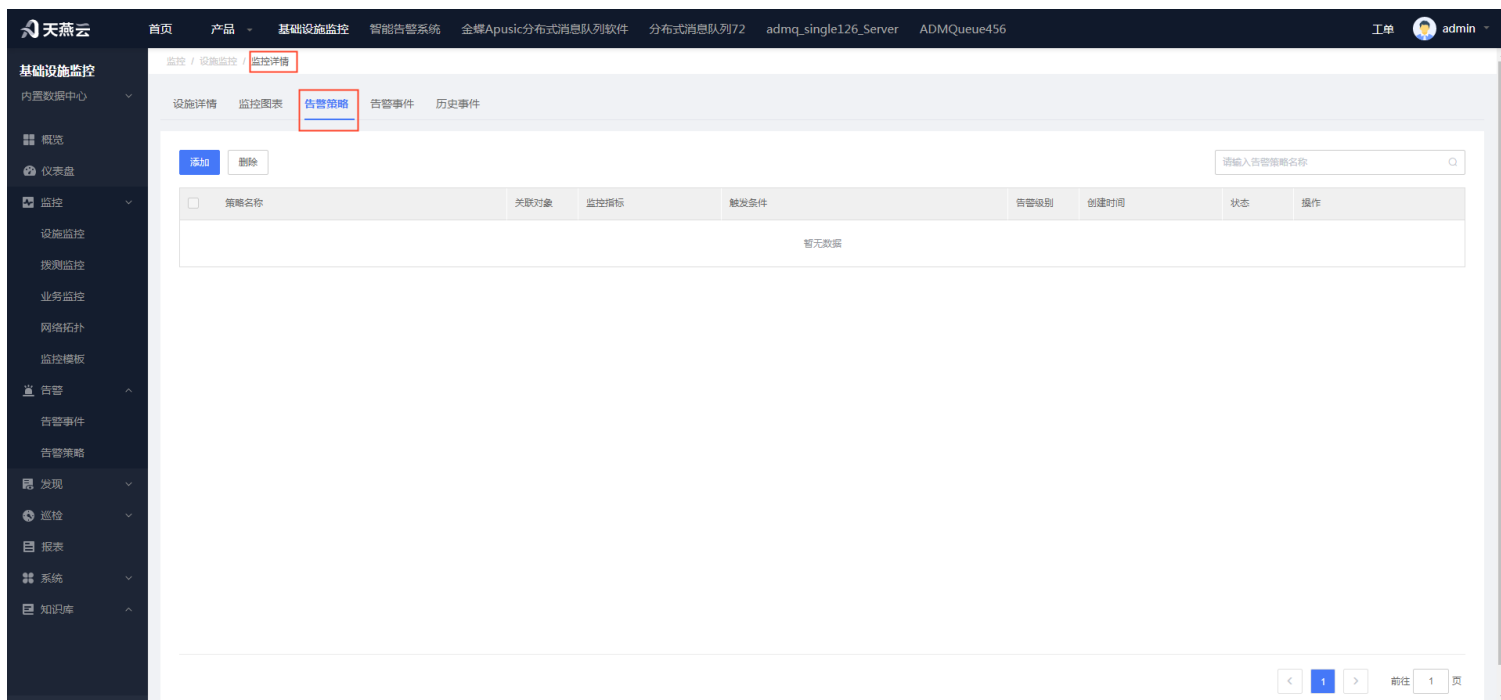 天燕云
首页 产品 基础设施监控 智能告警系统 金蝶Apusic分布式消息队列软件 分布式消息队列72 admq_single126_Server ADMQueue456 工单 admin
基础设施监控
内置数据中心
概览
仪表盘
监控
设施监控
拨测监控
业务监控
网络拓扑
监控模板
告警
告警事件
告警策略
发现
巡检
报表
系统
知识库
监控 / 设施监控 / 监控详情
设施详情 监控图表 告警策略 告警事件 历史事件
添加 删除 请输入告警策略名称
策略名称 关联对象 监控指标 触发条件 告警级别 创建时间 状态 操作
暂无数据
< 1 > 前往 1 页